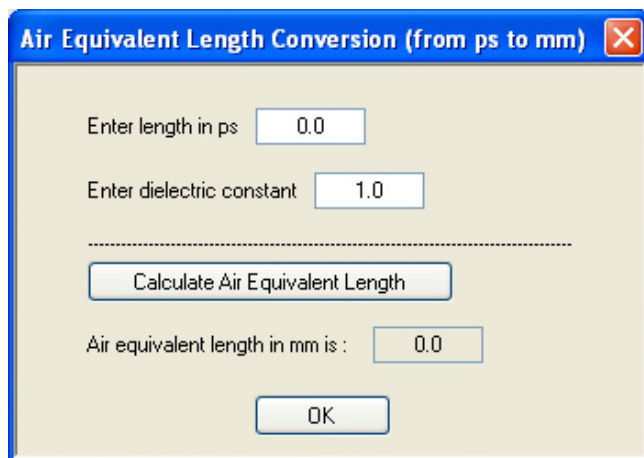 Air Equivalent Length Conversion (from ps to mm)
Enter length in ps 0.0
Enter dielectric constant 1.0
Calculate Air Equivalent Length
Air equivalent length in mm is : 0.0
OK